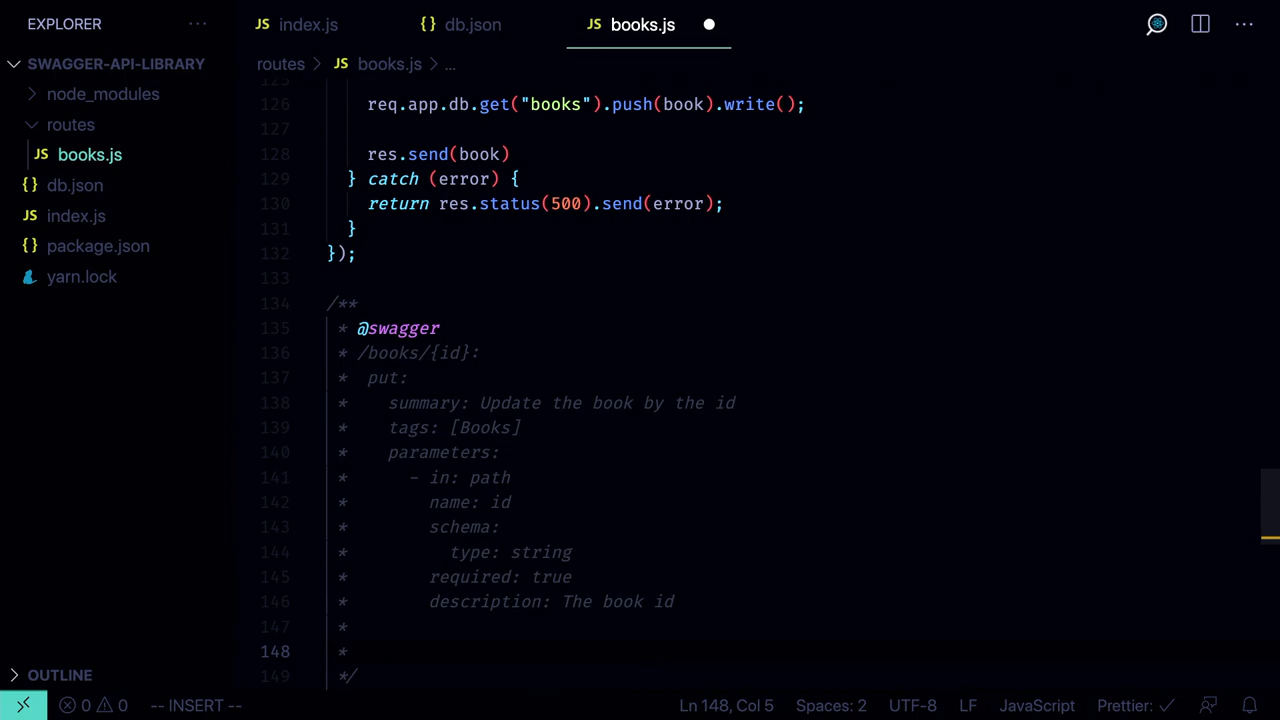 EXPLORER
index.js
db.json
books.js
SWAGGER-API-LIBRARY
node_modules
routes
books.js
db.json
index.js
package.json
yarn.lock
OUTLINE
routes > JS books.js > ...
125
126 req.app.db.get("books").push(book).write();
127
128 res.send(book)
129 } catch (error) {
130 return res.status(500).send(error);
131 }
132 });
133
134 /**
135 * @swagger
136 * /books/{id}:
137 * put:
138 * summary: Update the book by the id
139 * tags: [Books]
140 * parameters:
141 * - in: path
142 * name: id
143 * schema:
144 * type: string
145 * required: true
146 * description: The book id
147 *
148 *
149 */
0 0 -- INSERT -- Ln 148, Col 5 Spaces: 2 UTF-8 LF JavaScript Prettier: ✓